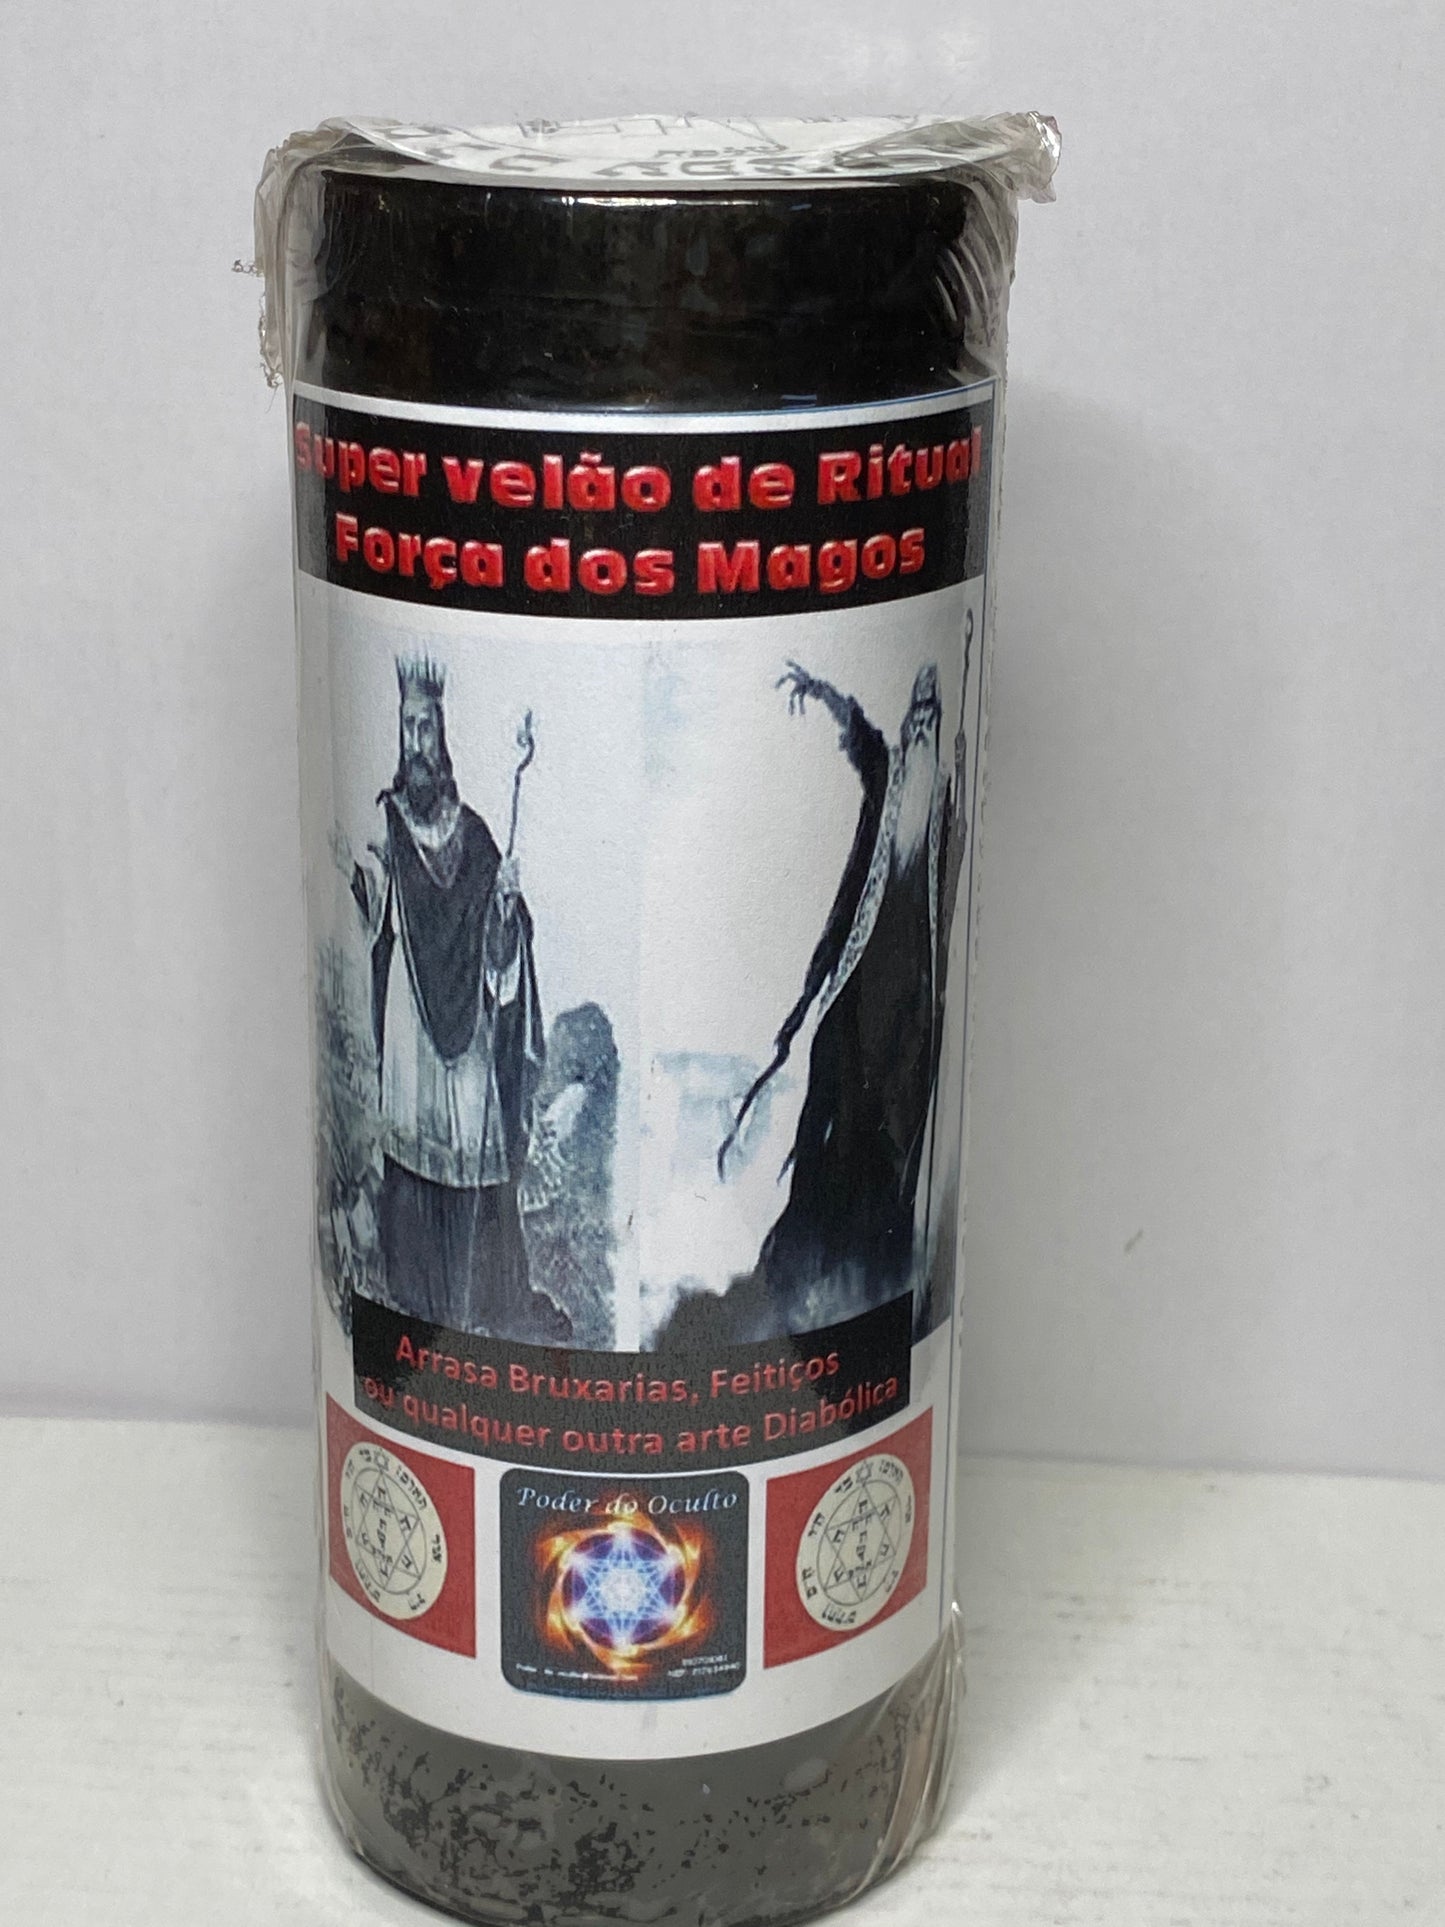 Super velão de Ritual
Força dos Magos
Arrasa Bruxarias, Feitiços
ou qualquer outra arte Diabólica
Poder do Oculto